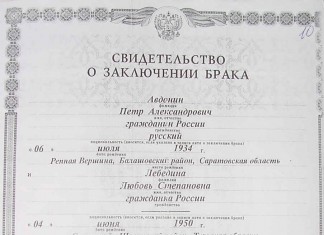 10
СВИДЕТЕЛЬСТВО
О ЗАКЛЮЧЕНИИ БРАКА
Авденин
фамилия
Петр Александрович
имя, отчество
гражданин России
гражданство
русский
национальность (вносится, если указана в записи акта о заключении брака)
"06 июля 1934 г
дата рождения
Репная Вершина, Балашовский район, Саратовская область
место рождения
и Лебедина
фамилия
Любовь Степановна
имя, отчество
гражданка России
гражданство
национальность (вносится, если указана в записи акта о заключении брака)
"04 июня 1950 г